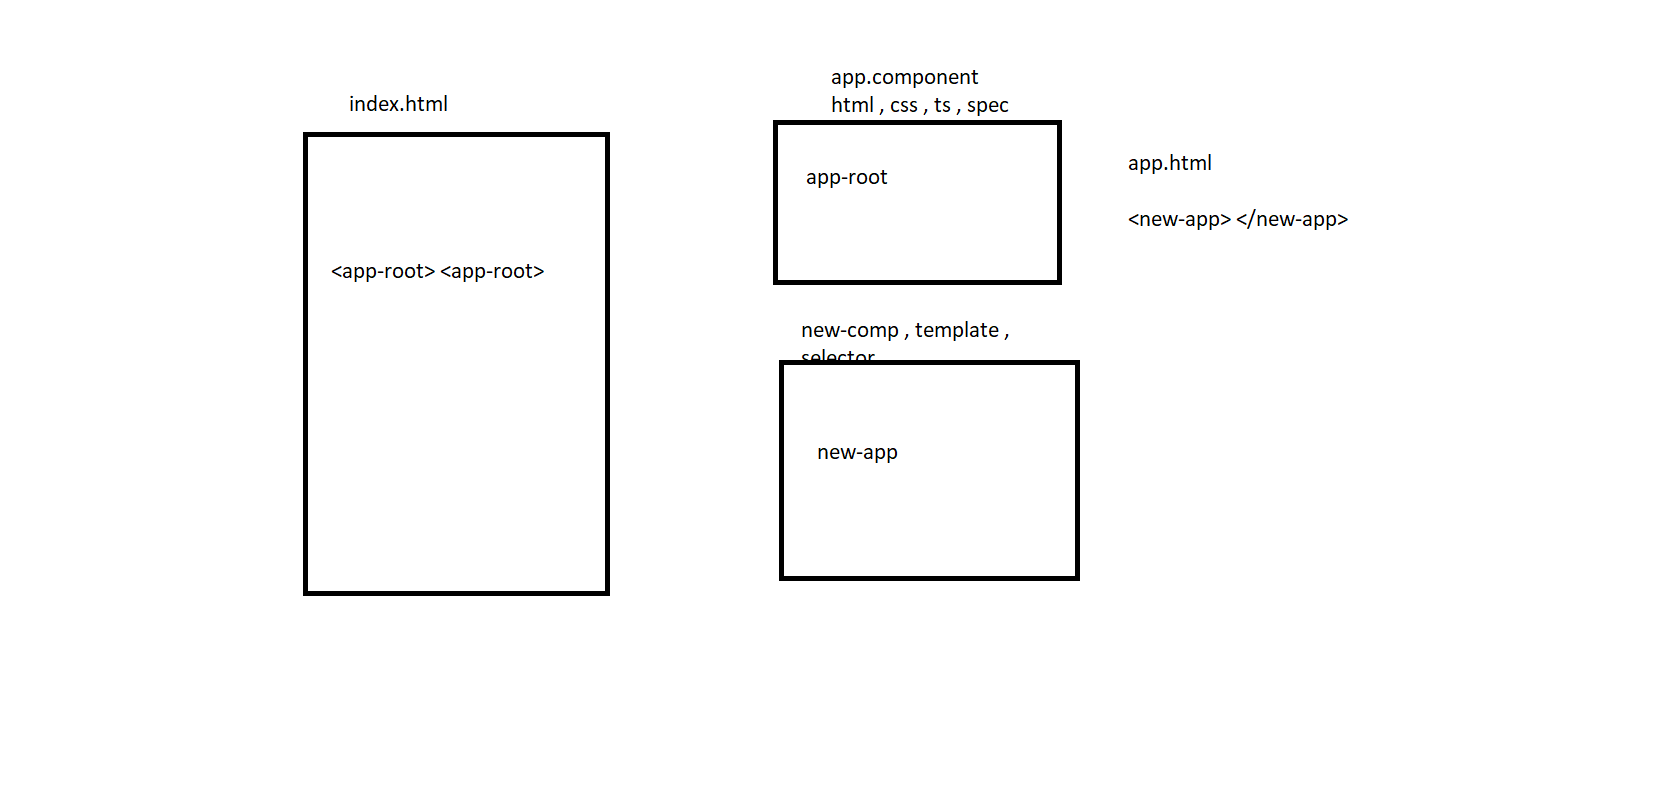 index.html
<app-root> <app-root>
app.component
html , css , ts , spec
app-root
app.html
<new-app> </new-app>
new-comp , template ,
selector
new-app